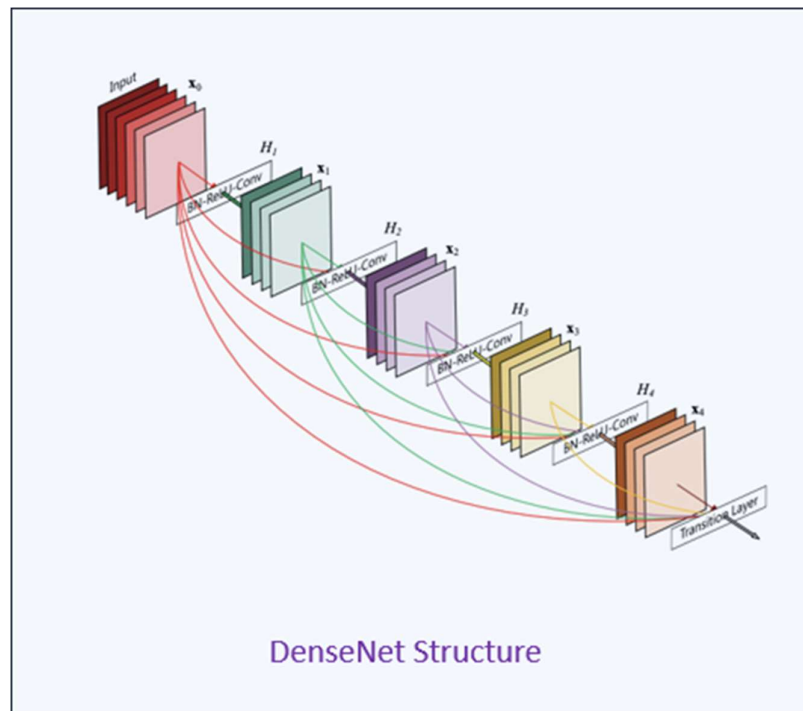 Input
x0
H1
BN-ReLU-Conv
x1
H2
BN-ReLU-Conv
x2
H3
BN-ReLU-Conv
x3
H4
BN-ReLU-Conv
x4
Transition Layer
DenseNet Structure